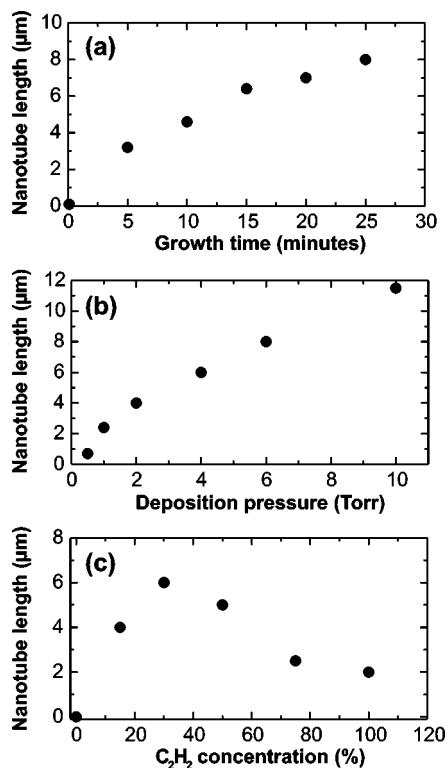 10
8
6
4
2
0
Nanotube length (µm)
(a)
0 5 10 15 20 25 30
Growth time (minutes)
12
10
8
6
4
2
0
Nanotube length (µm)
(b)
0 2 4 6 8 10
Deposition pressure (Torr)
8
6
4
2
0
Nanotube length (µm)
(c)
0 20 40 60 80 100 120
C₂H₂ concentration (%)